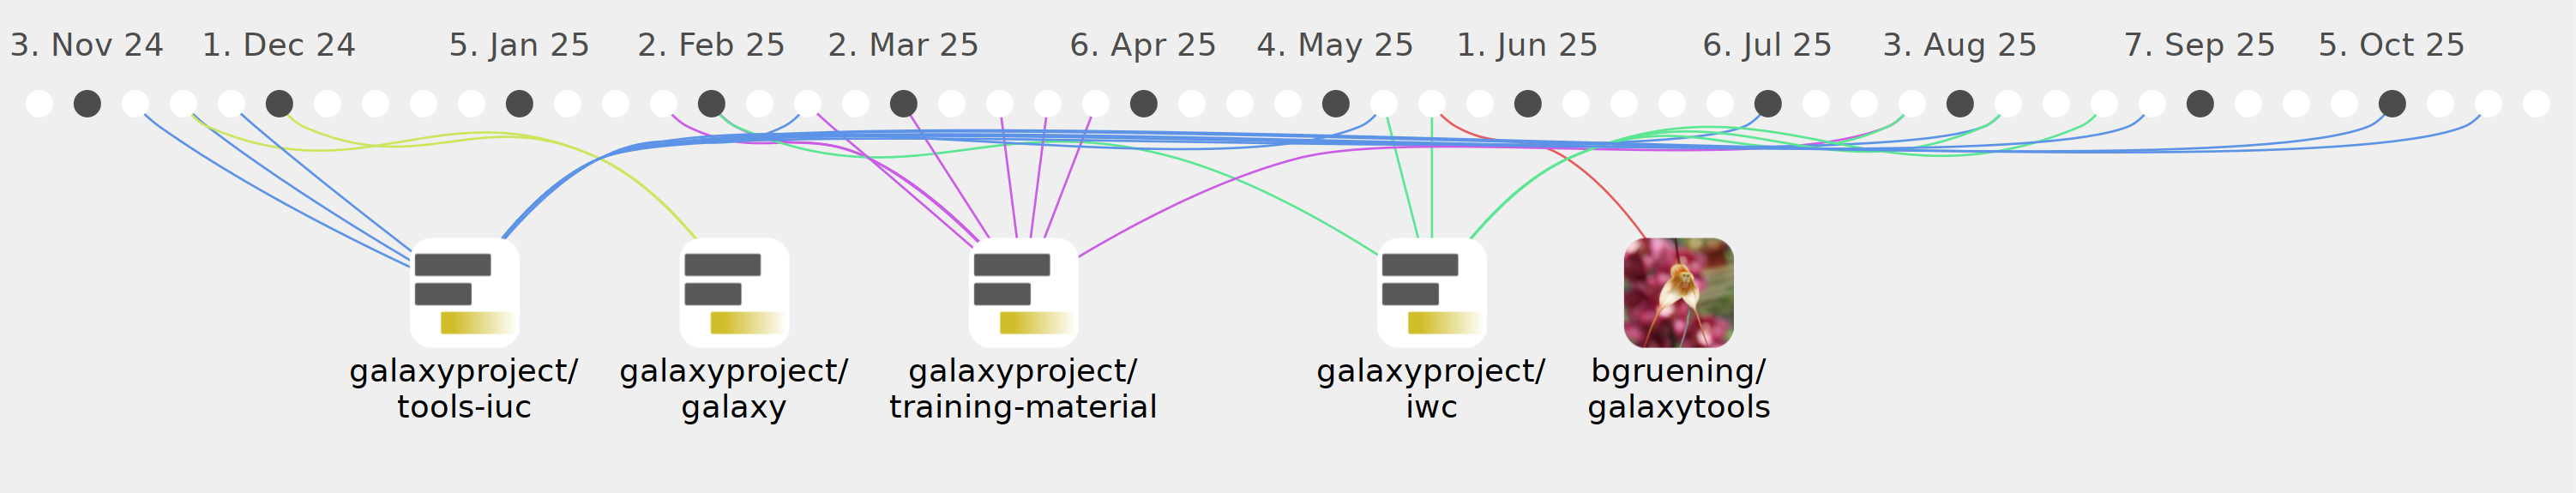 3. Nov 24 1. Dec 24 5. Jan 25 2. Feb 25 2. Mar 25 6. Apr 25 4. May 25 1. Jun 25 6. Jul 25 3. Aug 25 7. Sep 25 5. Oct 25
galaxyproject/
tools-iuc
galaxyproject/
galaxy
galaxyproject/
training-material
galaxyproject/
iwc
bgruening/
galaxytools